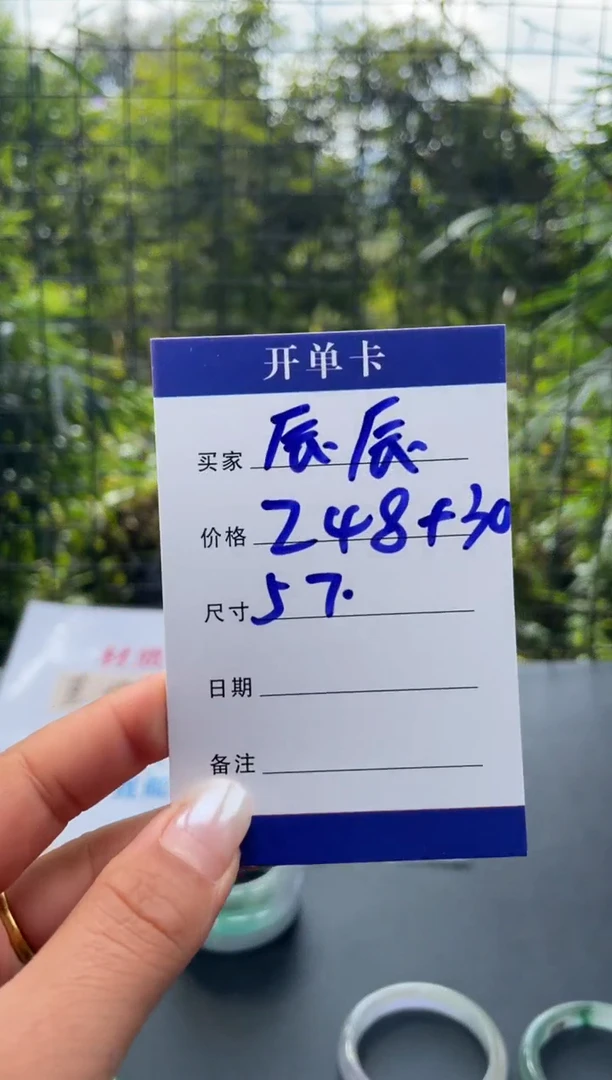 开单卡
买家 辰辰
价格 248+30
尺寸 57.
日期
备注